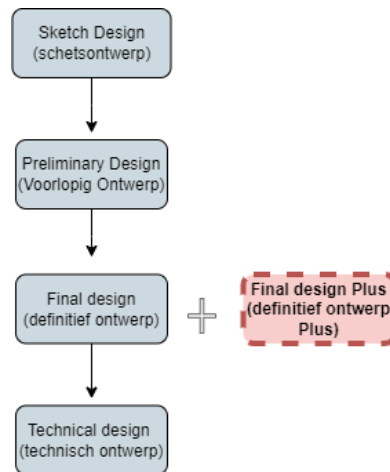 Sketch Design
(schetsontwerp)
Preliminary Design
(Voorlopig Ontwerp)
Final design
(definitief ontwerp)
Final design Plus
(definitief ontwerp
Plus)
Technical design
(technisch ontwerp)